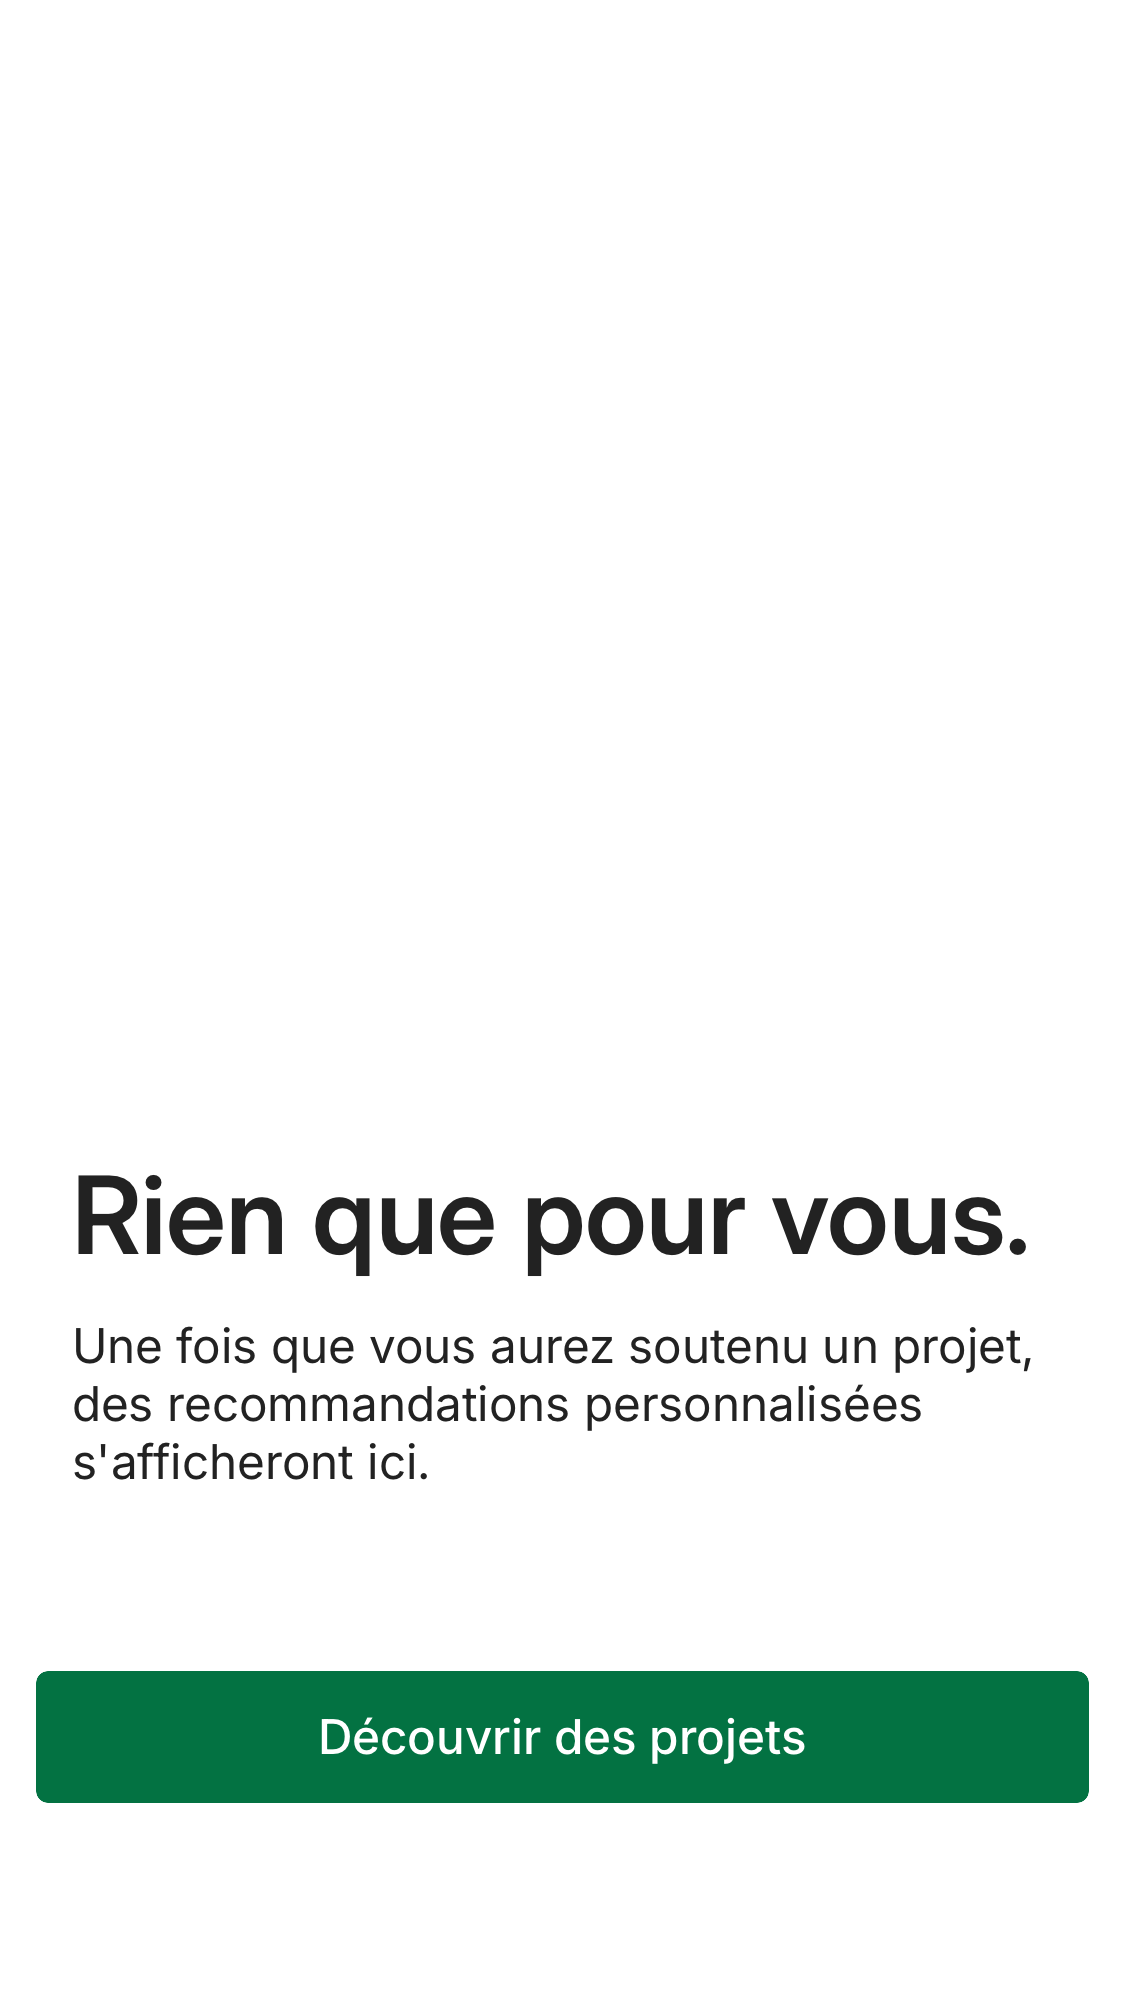 Rien que pour vous.
Une fois que vous aurez soutenu un projet,
des recommandations personnalisées
s'afficheront ici.
Découvrir des projets